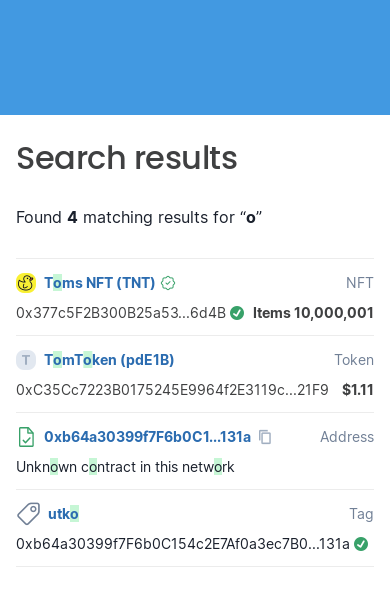 Search results
Found 4 matching results for “o”
Toms NFT (TNT) NFT
0x377c5F2B300B25a53...6d4B Items 10,000,001
T TomToken (pdE1B) Token
0xC35Cc7223B0175245E9964f2E3119c...21F9 $1.11
0xb64a30399f7F6b0C1...131a Address
Unknown contract in this network
utko Tag
0xb64a30399f7F6b0C154c2E7Af0a3ec7B0...131a